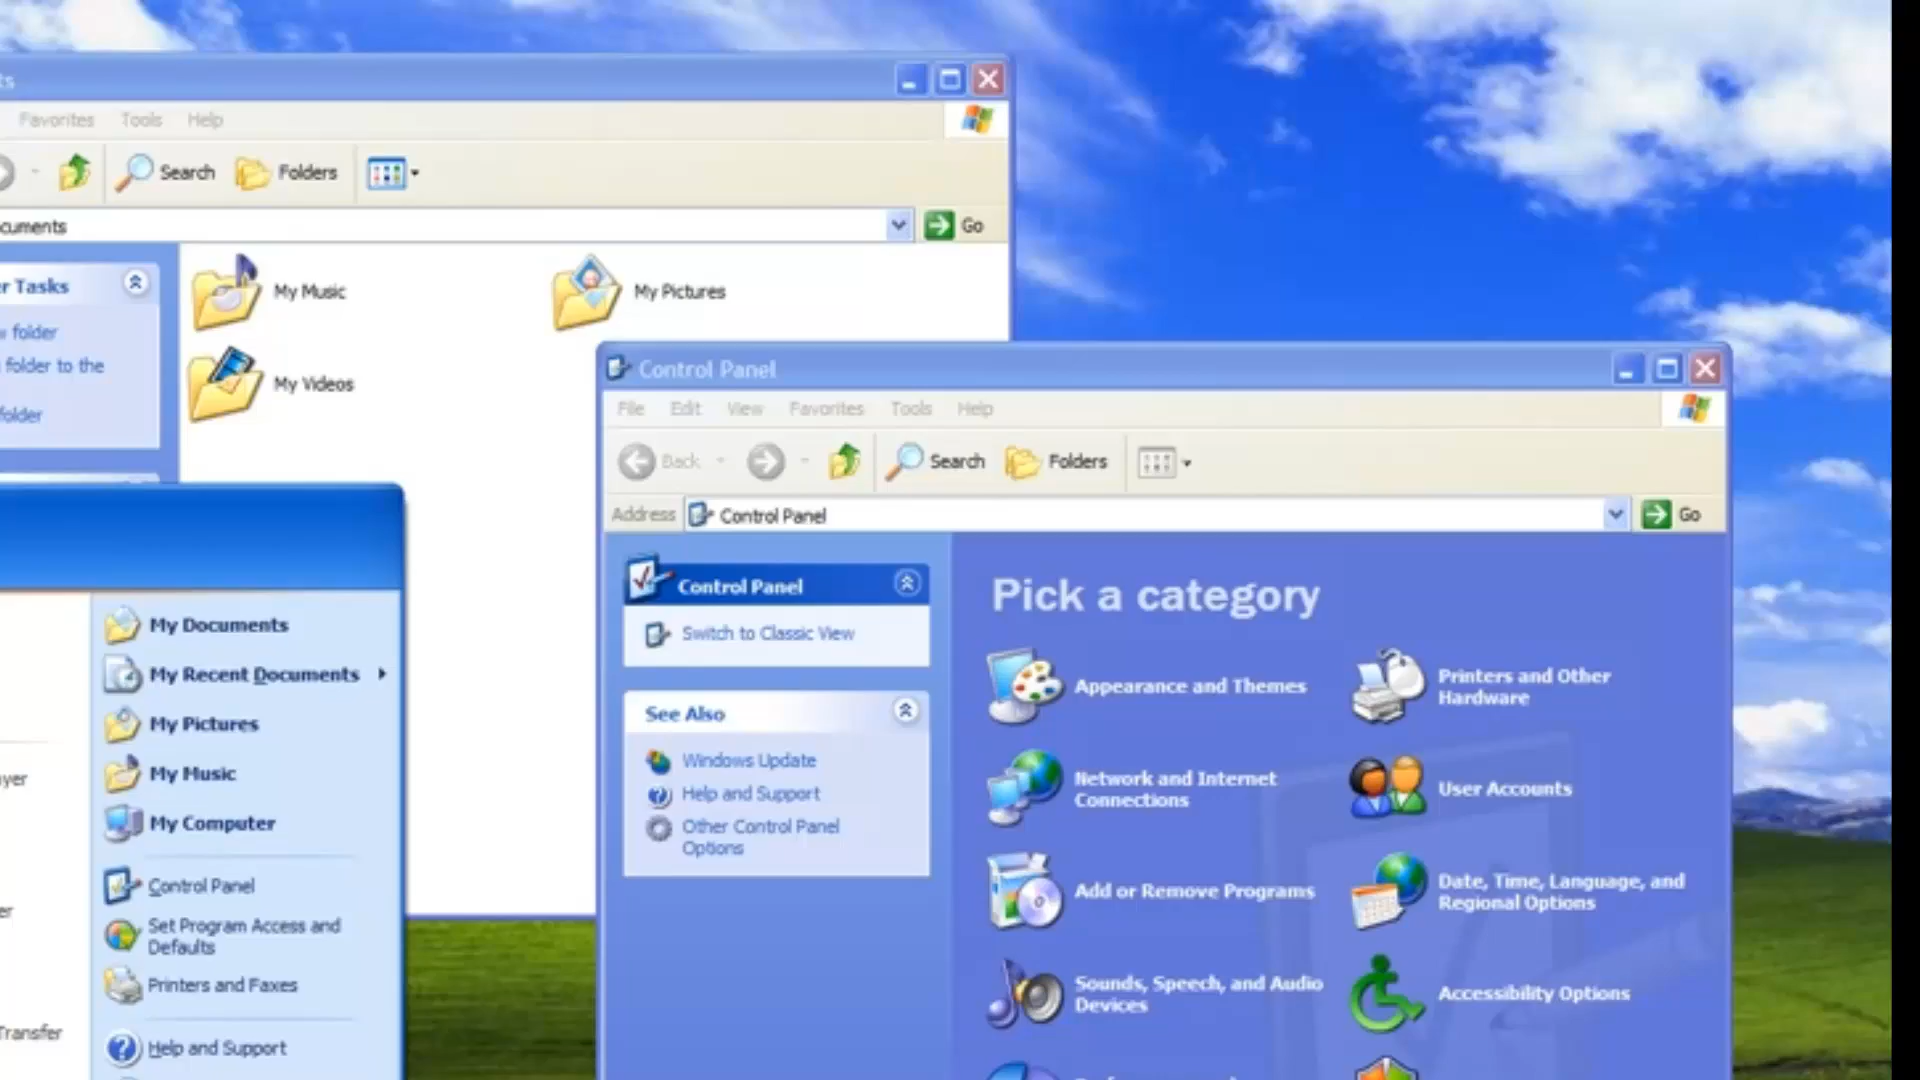 ts
Favorites Tools Help
Search Folders
cuments Go
r Tasks
folder
folder to the
folder
My Music My Pictures
My Videos
Control Panel
File Edit View Favorites Tools Help
Back Search Folders
Address Control Panel Go
Control Panel
Switch to Classic View
See Also
Windows Update
Help and Support
Other Control Panel
Options
Pick a category
Appearance and Themes
Printers and Other
Hardware
Network and Internet
Connections
User Accounts
Add or Remove Programs
Date, Time, Language, and
Regional Options
Sounds, Speech, and Audio
Devices
Accessibility Options
yer
er
Transfer
My Documents
My Recent Documents
My Pictures
My Music
My Computer
Control Panel
Set Program Access and
Defaults
Printers and Faxes
Help and Support